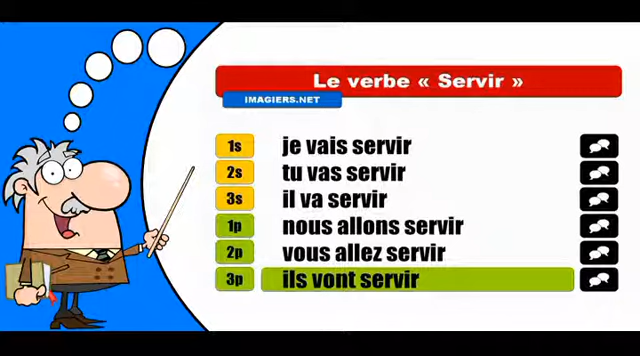 Le verbe « Servir »
IMAGIERS.NET
1s je vais servir
2s tu vas servir
3s il va servir
1p nous allons servir
2p vous allez servir
3p ils vont servir